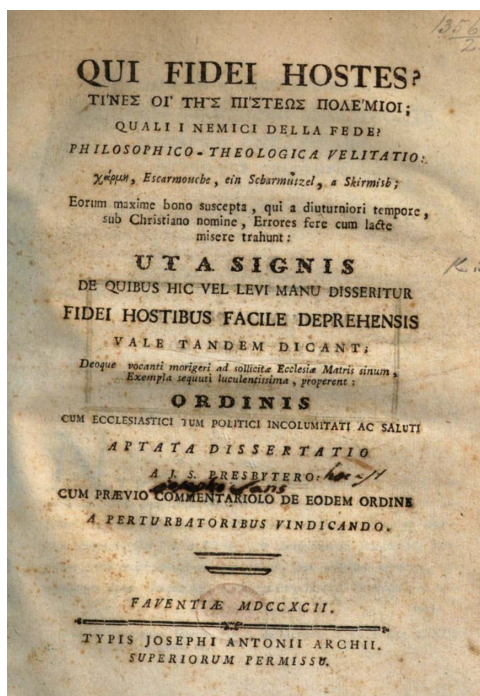 1356
2
QUI FIDEI HOSTES?
ΤΙ´ΝΕΣ ΟΙ῾ ΤΗ͂Σ ΠΙ´ΣΤΕΩΣ ΠΟΛΕ´ΜΙΟΙ;
QUALI I NEMICI DELLA FEDE?
PHILOSOPHICO-THEOLOGICA VELITATIO:
χάρμη, Escarmouche, ein Scharmützel, a Skirmish;
Eorum maxime bono suscepta, qui a diuturniori tempore,
sub Christiano nomine, Errores fere cum lacte
misere trahunt:
UT A SIGNIS
DE QUIBUS HIC VEL LEVI MANU DISSERITUR
FIDEI HOSTIBUS FACILE DEPREHENSIS
VALE TANDEM DICANT;
Deoque vocanti morigeri ad sollicitæ Ecclesiæ Matris sinum,
Exempla sequuti luculentissima, properent:
ORDINIS
CUM ECCLESIASTICI TUM POLITICI INCOLUMITATI AC SALUTI
APTATA DISSERTATIO
A J. S. PRESBYTERO:
CUM PRÆVIO COMMENTARIOLO DE EODEM ORDINE
A PERTURBATORIBUS VINDICANDO.
FAVENTIÆ MDCCXCII.
TYPIS JOSEPHI ANTONII ARCHII.
SUPERIORUM PERMISSU.